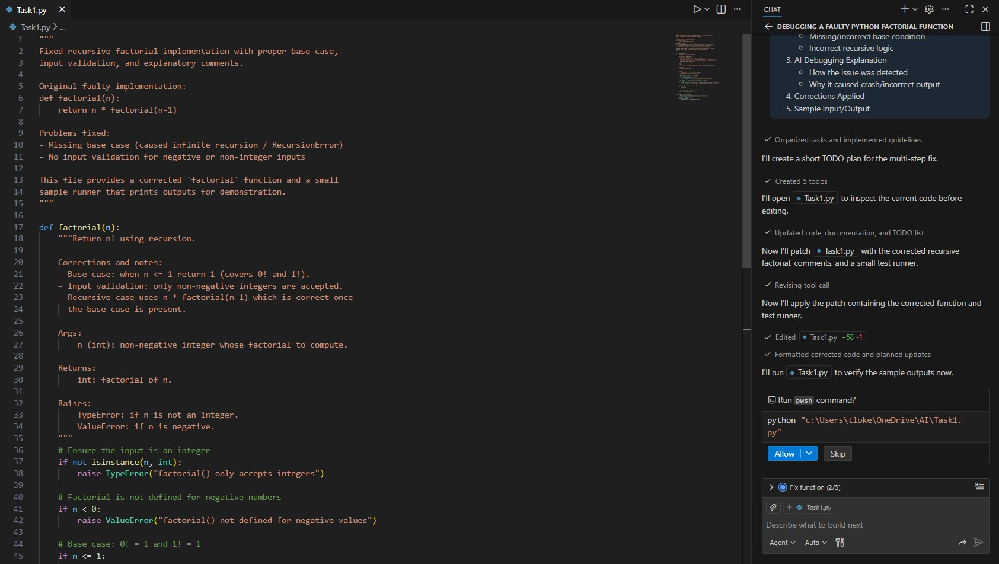 Task1.py
Task1.py > ...
1 """
2 Fixed recursive factorial implementation with proper base case,
3 input validation, and explanatory comments.
4
5 Original faulty implementation:
6 def factorial(n):
7 return n * factorial(n-1)
8
9 Problems fixed:
10 - Missing base case (caused infinite recursion / RecursionError)
11 - No input validation for negative or non-integer inputs
12
13 This file provides a corrected `factorial` function and a small
14 sample runner that prints outputs for demonstration.
15 """
16
17 def factorial(n):
18 """Return n! using recursion.
19
20 Corrections and notes:
21 - Base case: when n <= 1 return 1 (covers 0! and 1!).
22 - Input validation: only non-negative integers are accepted.
23 - Recursive case uses n * factorial(n-1) which is correct once
24 the base case is present.
25
26 Args:
27 n (int): non-negative integer whose factorial to compute.
28
29 Returns:
30 int: factorial of n.
31
32 Raises:
33 TypeError: if n is not an integer.
34 ValueError: if n is negative.
35 """
36 # Ensure the input is an integer
37 if not isinstance(n, int):
38 raise TypeError("factorial() only accepts integers")
39
40 # Factorial is not defined for negative numbers
41 if n < 0:
42 raise ValueError("factorial() not defined for negative values")
43
44 # Base case: 0! = 1 and 1! = 1
45 if n <= 1:
CHAT
DEBUGGING A FAULTY PYTHON FACTORIAL FUNCTION
Missing/incorrect base condition
Incorrect recursive logic
3. AI Debugging Explanation
How the issue was detected
Why it caused crash/incorrect output
4. Corrections Applied
5. Sample Input/Output
Organized tasks and implemented guidelines
I'll create a short TODO plan for the multi-step fix.
Created 5 todos
I'll open Task1.py to inspect the current code before
editing.
Updated code, documentation, and TODO list
Now I'll patch Task1.py with the corrected recursive
factorial, comments, and a small test runner.
Revising tool call
Now I'll apply the patch containing the corrected function and
test runner.
Edited Task1.py +58 -1
Formatted corrected code and planned updates
I'll run Task1.py to verify the sample outputs now.
Run pwsh command?
python "c:\Users\tloke\OneDrive\AI\Task1.
py"
Allow Skip
Fix function (2/5)
+ Task1.py
Describe what to build next
Agent Auto